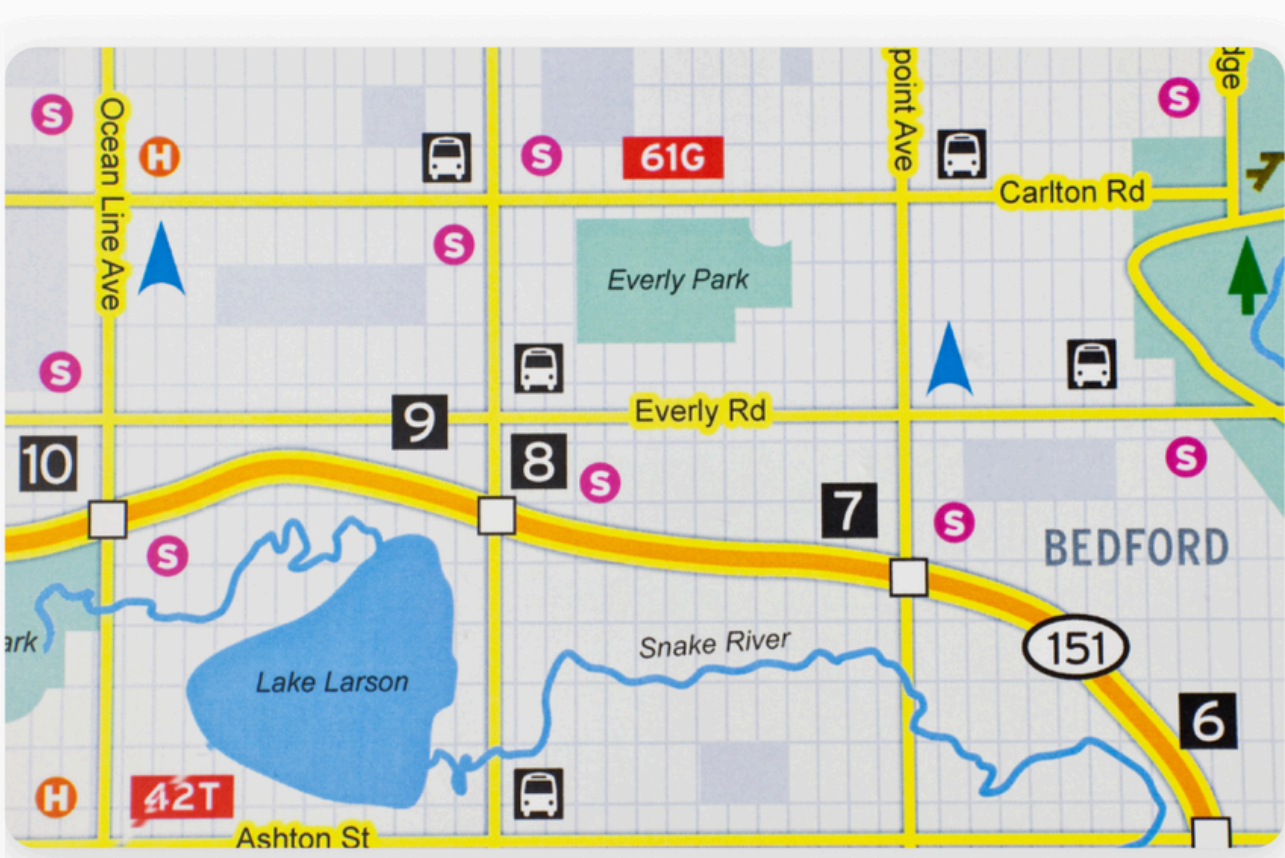 S
Ocean Line Ave
H
S
61G
point Ave
S
dge
Carlton Rd
S
Everly Park
S
Everly Rd
9
10
8
S
7
S
S
BEDFORD
S
ark
Lake Larson
Snake River
151
6
H
42T
Ashton St